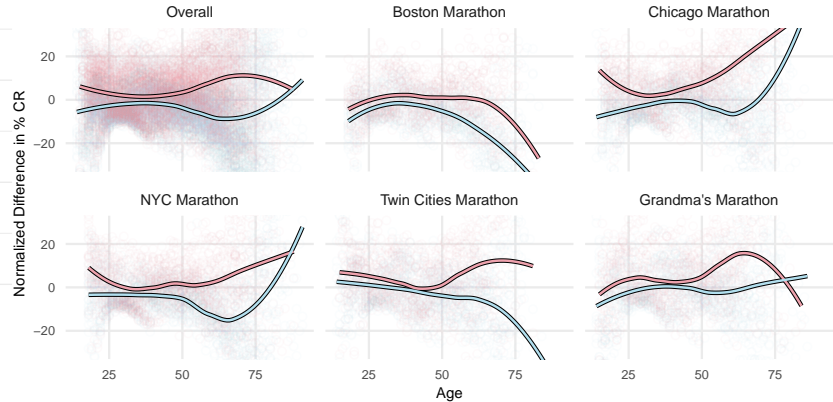 Overall
Boston Marathon
Chicago Marathon
20
0
−20
NYC Marathon
Twin Cities Marathon
Grandma's Marathon
20
0
−20
25
50
75
25
50
75
25
50
75
Age
Normalized Difference in % CR